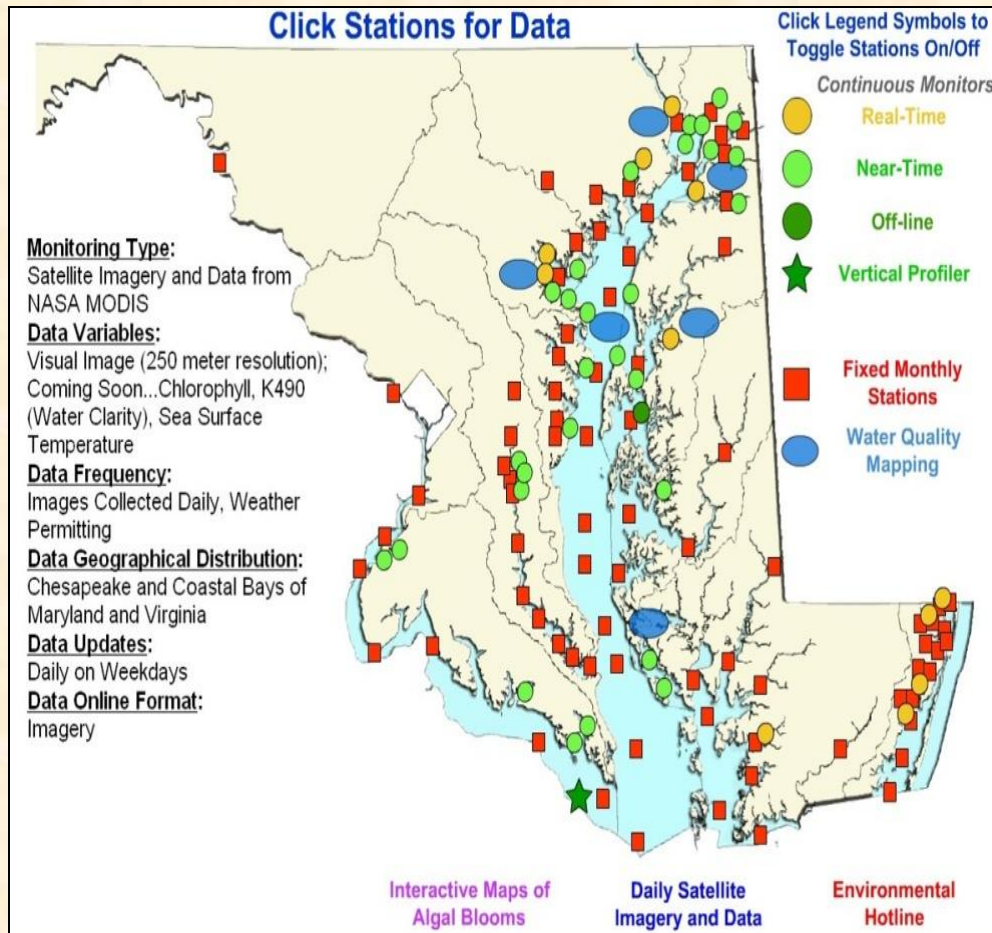 Click Stations for Data
Click Legend Symbols to
Toggle Stations On/Off
Continuous Monitors
Real-Time
Near-Time
Off-line
Vertical Profiler
Fixed Monthly
Stations
Water Quality
Mapping
Monitoring Type:
Satellite Imagery and Data from
NASA MODIS
Data Variables:
Visual Image (250 meter resolution);
Coming Soon...Chlorophyll, K490
(Water Clarity), Sea Surface
Temperature
Data Frequency:
Images Collected Daily, Weather
Permitting
Data Geographical Distribution:
Chesapeake and Coastal Bays of
Maryland and Virginia
Data Updates:
Daily on Weekdays
Data Online Format:
Imagery
Interactive Maps of
Algal Blooms
Daily Satellite
Imagery and Data
Environmental
Hotline